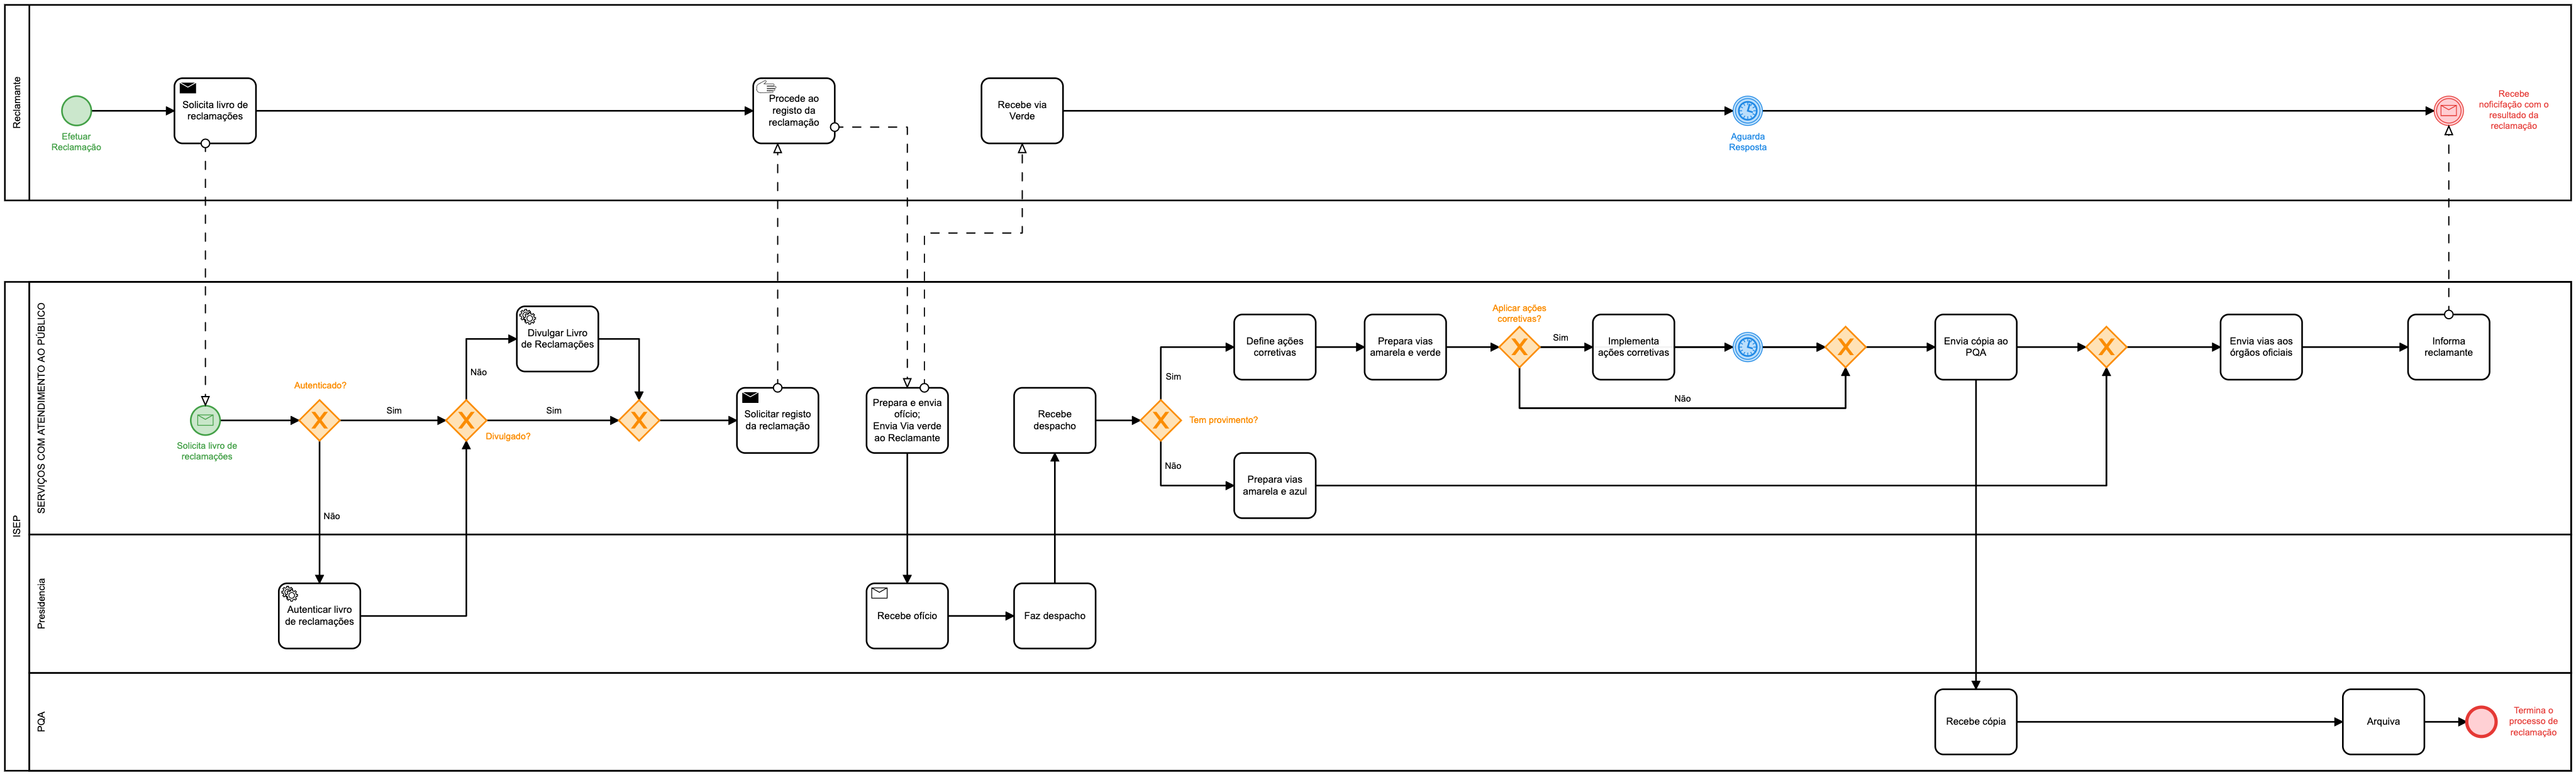 Reclamante
Efetuar
Reclamação
Solicita livro de
reclamações
Procede ao
registo da
reclamação
Recebe via
Verde
Aguarda
Resposta
Recebe
noficifação com o
resultado da
reclamação
ISEP
SERVIÇOS COM ATENDIMENTO AO PÚBLICO
Solicita livro de
reclamações
Autenticado?
Sim
Não
Divulgado?
Não
Sim
Divulgar Livro
de Reclamações
Solicitar registo
da reclamação
Prepara e envia
ofício;
Envia Via verde
ao Reclamante
Recebe
despacho
Tem provimento?
Sim
Não
Define ações
corretivas
Prepara vias
amarela e verde
Prepara vias
amarela e azul
Aplicar ações
corretivas?
Sim
Não
Implementa
ações corretivas
Envia cópia ao
PQA
Envia vias aos
órgãos oficiais
Informa
reclamante
Presidencia
Autenticar livro
de reclamações
Recebe ofício
Faz despacho
PQA
Recebe cópia
Arquiva
Termina o
processo de
reclamação